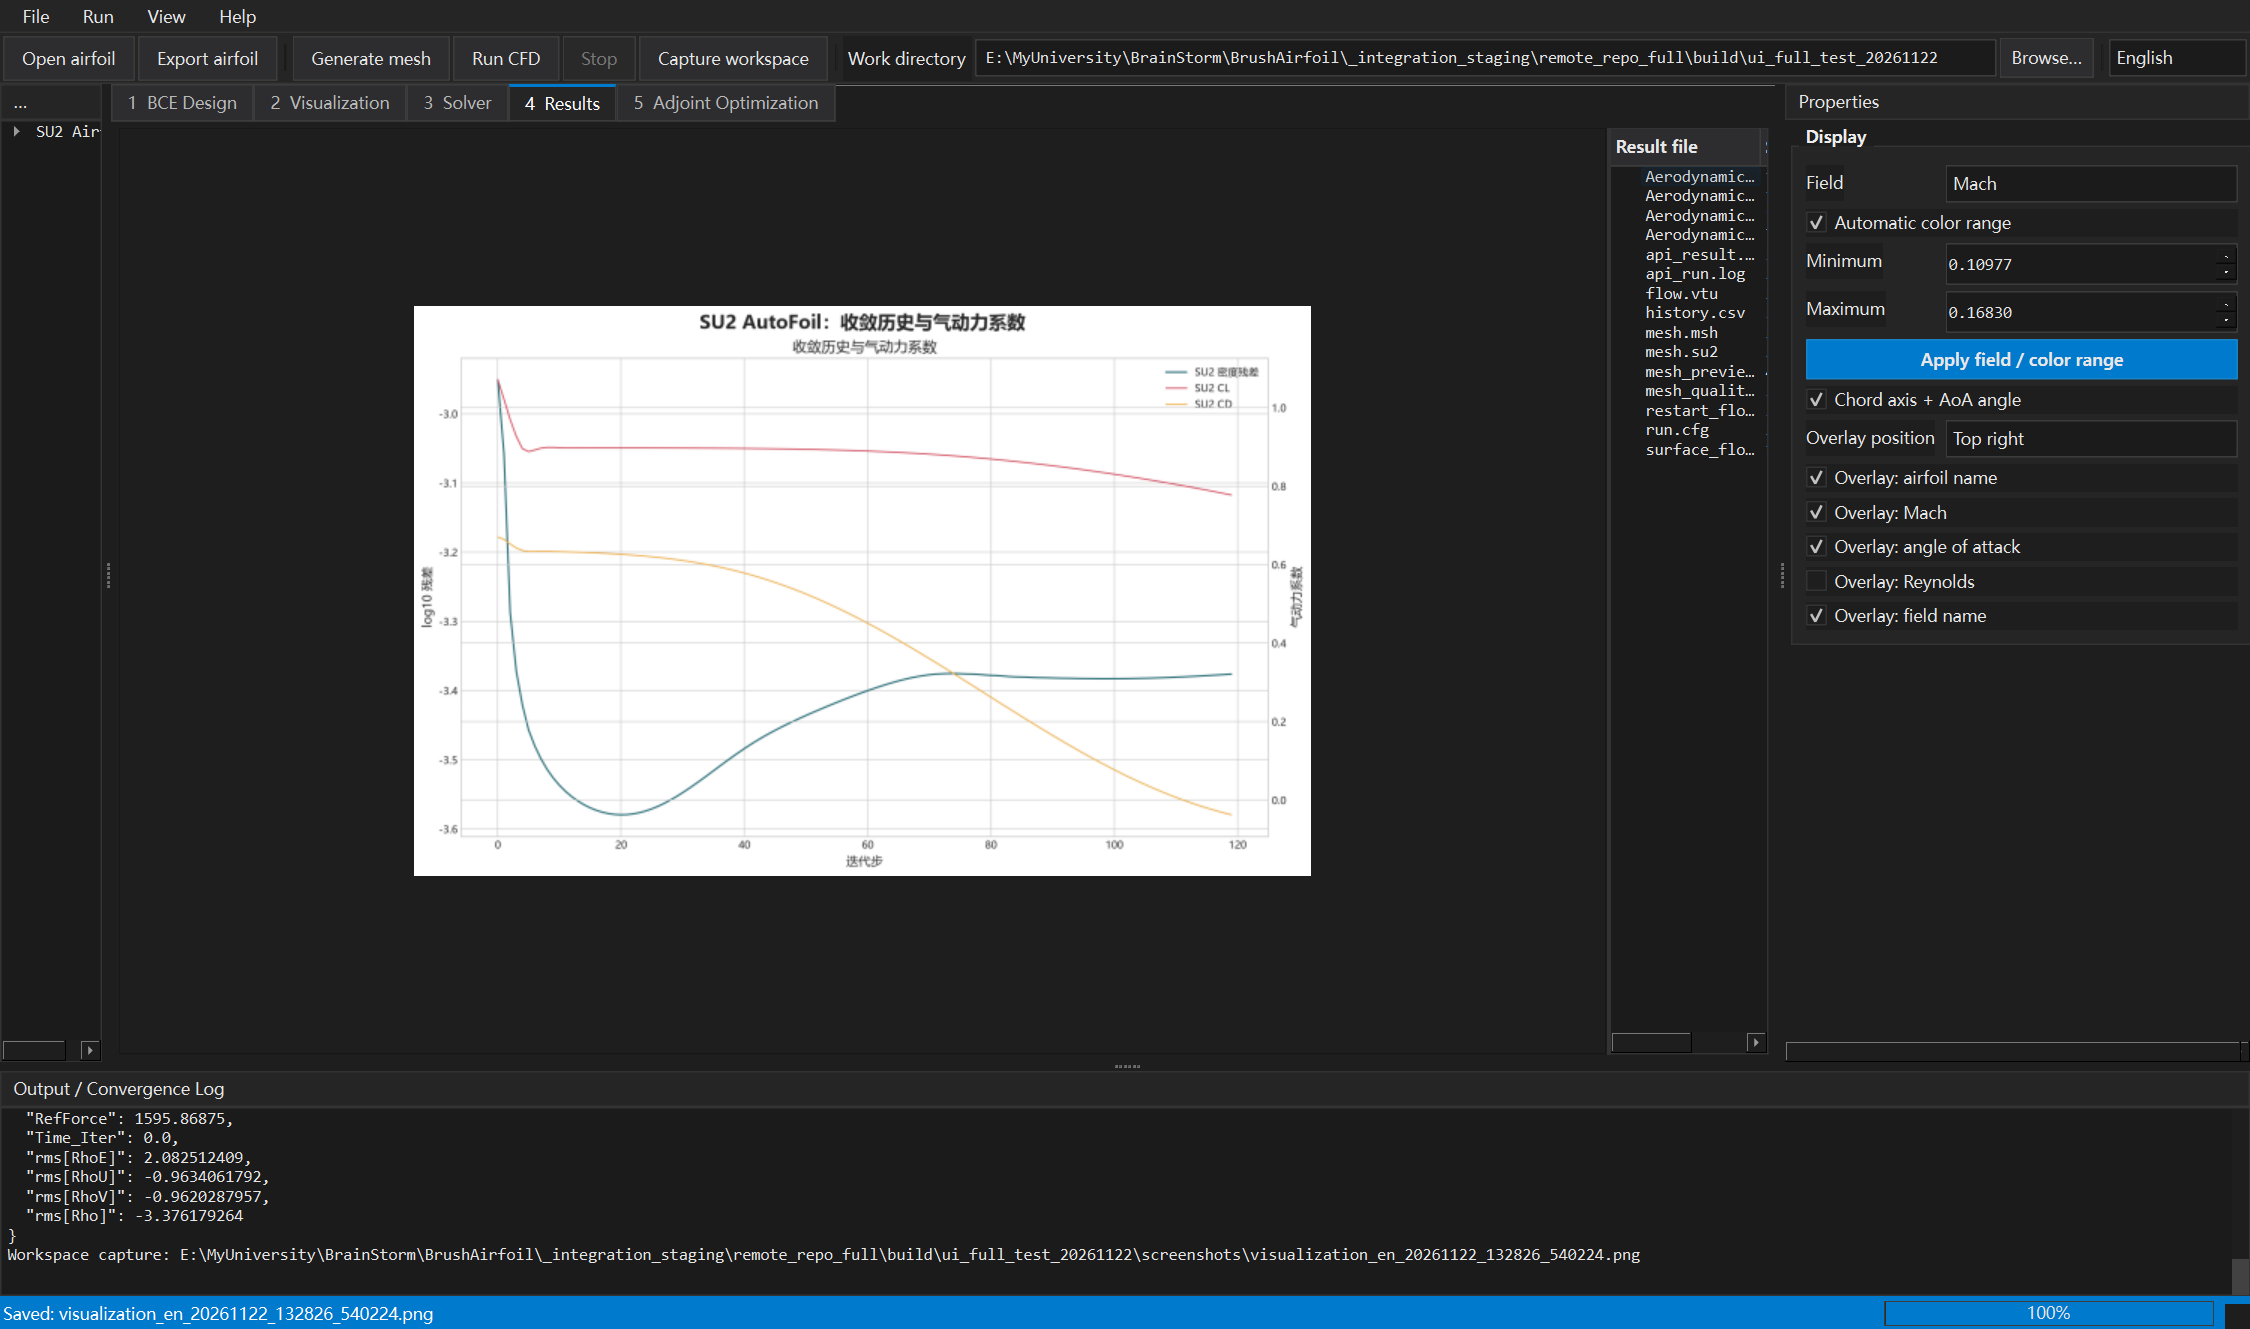 File Run View Help
Open airfoil Export airfoil Generate mesh Run CFD Stop Capture workspace Work directory E:\MyUniversity\BrainStorm\BrushAirfoil\_integration_staging\remote_repo_full\build\ui_full_test_20261122 Browse... English
... 1 BCE Design 2 Visualization 3 Solver 4 Results 5 Adjoint Optimization
SU2 Air
SU2 AutoFoil：收敛历史与气动力系数
收敛历史与气动力系数
SU2 密度残差
SU2 CL
SU2 CD
-3.0
-3.1
-3.2
-3.3
-3.4
-3.5
-3.6
log10 残差
1.0
0.8
0.6
0.4
0.2
0.0
气动力系数
0 20 40 60 80 100 120
迭代步
Result file
Aerodynamic…
Aerodynamic…
Aerodynamic…
Aerodynamic…
api_result.…
api_run.log
flow.vtu
history.csv
mesh.msh
mesh.su2
mesh_previe…
mesh_qualit…
restart_flo…
run.cfg
surface_flo…
Properties
Display
Field Mach
Automatic color range
Minimum 0.10977
Maximum 0.16830
Apply field / color range
Chord axis + AoA angle
Overlay position Top right
Overlay: airfoil name
Overlay: Mach
Overlay: angle of attack
Overlay: Reynolds
Overlay: field name
Output / Convergence Log
"RefForce": 1595.86875,
"Time_Iter": 0.0,
"rms[RhoE]": 2.082512409,
"rms[RhoU]": -0.9634061792,
"rms[RhoV]": -0.9620287957,
"rms[Rho]": -3.376179264
}
Workspace capture: E:\MyUniversity\BrainStorm\BrushAirfoil\_integration_staging\remote_repo_full\build\ui_full_test_20261122\screenshots\visualization_en_20261122_132826_540224.png
Saved: visualization_en_20261122_132826_540224.png 100%